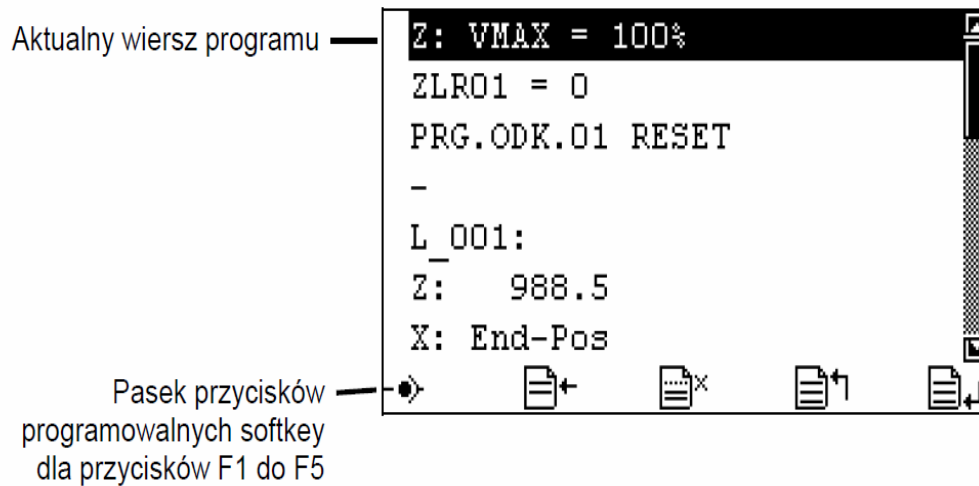 Aktualny wiersz programu
Z: VMAX = 100%
ZLR01 = 0
PRG.ODK.01 RESET
-
L_001:
Z: 988.5
X: End-Pos
Pasek przycisków
programowalnych softkey
dla przycisków F1 do F5